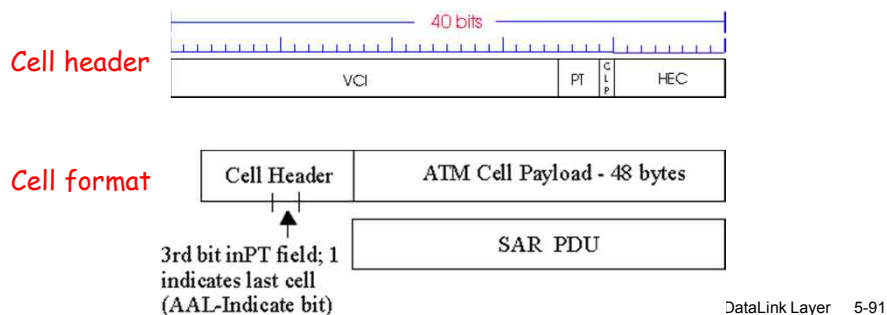 40 bits
Cell header
VCI
PT
CLP
HEC
Cell format
Cell Header
ATM Cell Payload - 48 bytes
SAR PDU
3rd bit inPT field; 1
indicates last cell
(AAL-Indicate bit)
DataLink Layer 5-91